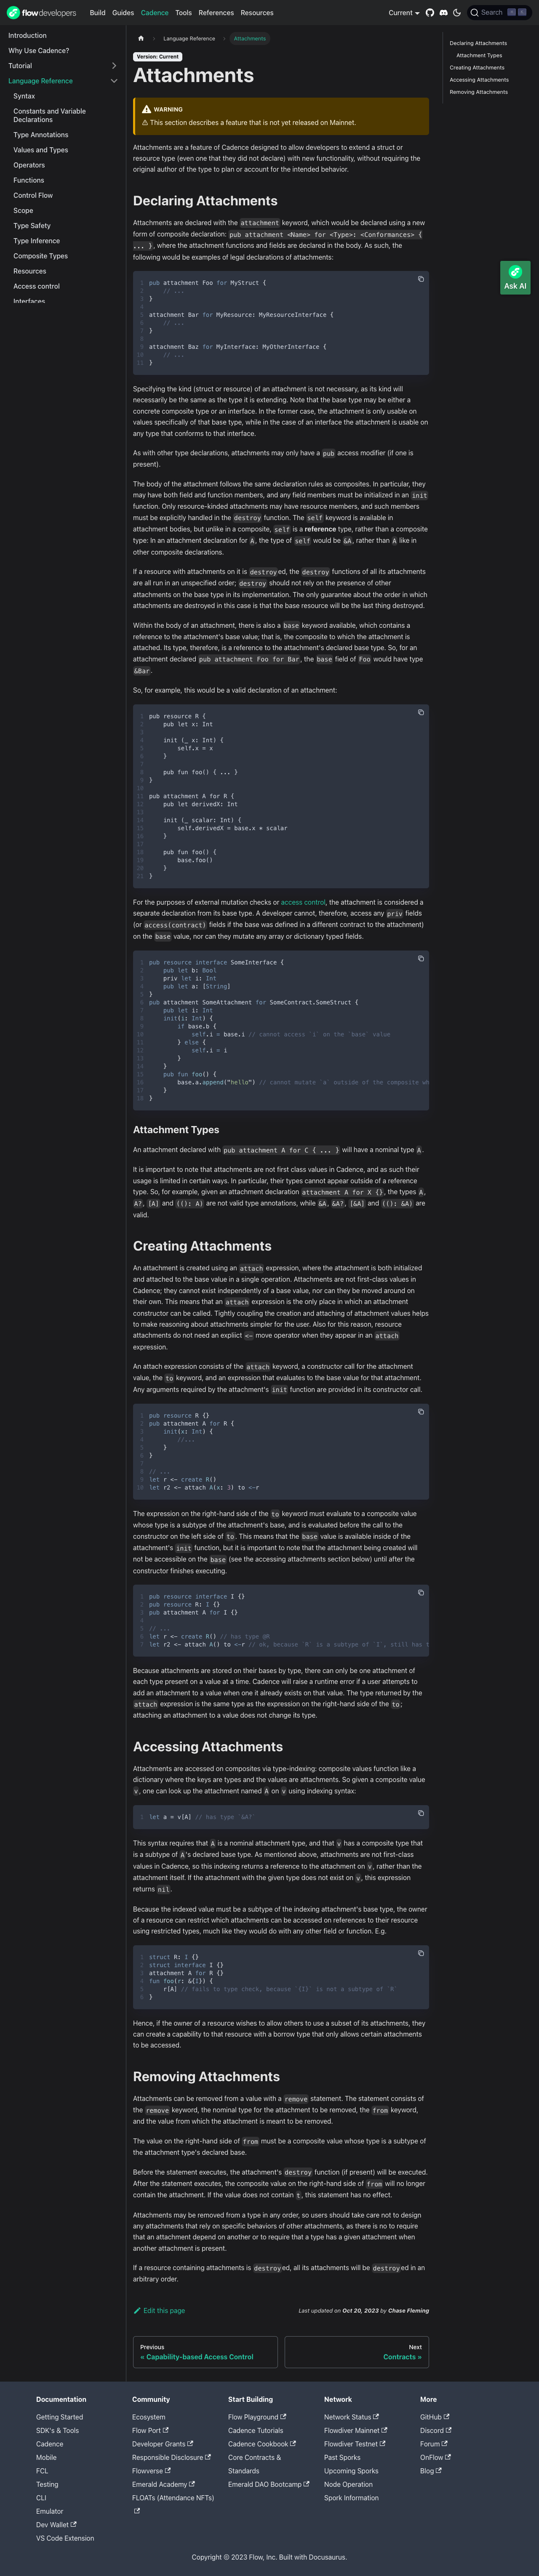 flow developers
Build
Guides
Cadence
Tools
References
Resources
Current
Search
Introduction
Why Use Cadence?
Tutorial
Language Reference
Syntax
Constants and Variable
Declarations
Type Annotations
Values and Types
Operators
Functions
Control Flow
Scope
Type Safety
Type Inference
Composite Types
Resources
Access control
Interfaces
Language Reference
Attachments
Version: Current
Attachments
WARNING
⚠ This section describes a feature that is not yet released on Mainnet.
Attachments are a feature of Cadence designed to allow developers to extend a struct or
resource type (even one that they did not declare) with new functionality, without requiring the
original author of the type to plan or account for the intended behavior.
Declaring Attachments
Attachments are declared with the attachment keyword, which would be declared using a new
form of composite declaration: pub attachment <Name> for <Type>: <Conformances> {
... }, where the attachment functions and fields are declared in the body. As such, the
following would be examples of legal declarations of attachments:
1 pub attachment Foo for MyStruct {
2 // ...
3 }
4
5 attachment Bar for MyResource: MyResourceInterface {
6 // ...
7 }
8
9 attachment Baz for MyInterface: MyOtherInterface {
10 // ...
11 }
Specifying the kind (struct or resource) of an attachment is not necessary, as its kind will
necessarily be the same as the type it is extending. Note that the base type may be either a
concrete composite type or an interface. In the former case, the attachment is only usable on
values specifically of that base type, while in the case of an interface the attachment is usable on
any type that conforms to that interface.
As with other type declarations, attachments may only have a pub access modifier (if one is
present).
The body of the attachment follows the same declaration rules as composites. In particular, they
may have both field and function members, and any field members must be initialized in an init
function. Only resource-kinded attachments may have resource members, and such members
must be explicitly handled in the destroy function. The self keyword is available in
attachment bodies, but unlike in a composite, self is a reference type, rather than a composite
type: In an attachment declaration for A, the type of self would be &A, rather than A like in
other composite declarations.
If a resource with attachments on it is destroyed, the destroy functions of all its attachments
are all run in an unspecified order; destroy should not rely on the presence of other
attachments on the base type in its implementation. The only guarantee about the order in which
attachments are destroyed in this case is that the base resource will be the last thing destroyed.
Within the body of an attachment, there is also a base keyword available, which contains a
reference to the attachment's base value; that is, the composite to which the attachment is
attached. Its type, therefore, is a reference to the attachment's declared base type. So, for an
attachment declared pub attachment Foo for Bar, the base field of Foo would have type
&Bar.
So, for example, this would be a valid declaration of an attachment:
1 pub resource R {
2 pub let x: Int
3
4 init (_ x: Int) {
5 self.x = x
6 }
7
8 pub fun foo() { ... }
9 }
10
11 pub attachment A for R {
12 pub let derivedX: Int
13
14 init (_ scalar: Int) {
15 self.derivedX = base.x * scalar
16 }
17
18 pub fun foo() {
19 base.foo()
20 }
21 }
For the purposes of external mutation checks or access control, the attachment is considered a
separate declaration from its base type. A developer cannot, therefore, access any priv fields
(or access(contract) fields if the base was defined in a different contract to the attachment)
on the base value, nor can they mutate any array or dictionary typed fields.
1 pub resource interface SomeInterface {
2 pub let b: Bool
3 priv let i: Int
4 pub let a: [String]
5 }
6 pub attachment SomeAttachment for SomeContract.SomeStruct {
7 pub let i: Int
8 init(i: Int) {
9 if base.b {
10 self.i = base.i // cannot access `i` on the `base` value
11 } else {
12 self.i = i
13 }
14 }
15 pub fun foo() {
16 base.a.append("hello") // cannot mutate `a` outside of the composite wh
17 }
18 }
Attachment Types
An attachment declared with pub attachment A for C { ... } will have a nominal type A.
It is important to note that attachments are not first class values in Cadence, and as such their
usage is limited in certain ways. In particular, their types cannot appear outside of a reference
type. So, for example, given an attachment declaration attachment A for X {}, the types A,
A?, [A] and ((): A) are not valid type annotations, while &A, &A?, [&A] and ((): &A) are
valid.
Creating Attachments
An attachment is created using an attach expression, where the attachment is both initialized
and attached to the base value in a single operation. Attachments are not first-class values in
Cadence; they cannot exist independently of a base value, nor can they be moved around on
their own. This means that an attach expression is the only place in which an attachment
constructor can be called. Tightly coupling the creation and attaching of attachment values helps
to make reasoning about attachments simpler for the user. Also for this reason, resource
attachments do not need an expliict <- move operator when they appear in an attach
expression.
An attach expression consists of the attach keyword, a constructor call for the attachment
value, the to keyword, and an expression that evaluates to the base value for that attachment.
Any arguments required by the attachment's init function are provided in its constructor call.
1 pub resource R {}
2 pub attachment A for R {
3 init(x: Int) {
4 //...
5 }
6 }
7
8 // ...
9 let r <- create R()
10 let r2 <- attach A(x: 3) to <-r
The expression on the right-hand side of the to keyword must evaluate to a composite value
whose type is a subtype of the attachment's base, and is evaluated before the call to the
constructor on the left side of to. This means that the base value is available inside of the
attachment's init function, but it is important to note that the attachment being created will
not be accessible on the base (see the accessing attachments section below) until after the
constructor finishes executing.
1 pub resource interface I {}
2 pub resource R: I {}
3 pub attachment A for I {}
4
5 // ...
6 let r <- create R() // has type @R
7 let r2 <- attach A() to <-r // ok, because `R` is a subtype of `I`, still has t
Because attachments are stored on their bases by type, there can only be one attachment of
each type present on a value at a time. Cadence will raise a runtime error if a user attempts to
add an attachment to a value when one it already exists on that value. The type returned by the
attach expression is the same type as the expression on the right-hand side of the to;
attaching an attachment to a value does not change its type.
Accessing Attachments
Attachments are accessed on composites via type-indexing: composite values function like a
dictionary where the keys are types and the values are attachments. So given a composite value
v, one can look up the attachment named A on v using indexing syntax:
1 let a = v[A] // has type `&A?`
This syntax requires that A is a nominal attachment type, and that v has a composite type that
is a subtype of A's declared base type. As mentioned above, attachments are not first-class
values in Cadence, so this indexing returns a reference to the attachment on v, rather than the
attachment itself. If the attachment with the given type does not exist on v, this expression
returns nil.
Because the indexed value must be a subtype of the indexing attachment's base type, the owner
of a resource can restrict which attachments can be accessed on references to their resource
using restricted types, much like they would do with any other field or function. E.g.
1 struct R: I {}
2 struct interface I {}
3 attachment A for R {}
4 fun foo(r: &{I}) {
5 r[A] // fails to type check, because `{I}` is not a subtype of `R`
6 }
Hence, if the owner of a resource wishes to allow others to use a subset of its attachments, they
can create a capability to that resource with a borrow type that only allows certain attachments
to be accessed.
Removing Attachments
Attachments can be removed from a value with a remove statement. The statement consists of
the remove keyword, the nominal type for the attachment to be removed, the from keyword,
and the value from which the attachment is meant to be removed.
The value on the right-hand side of from must be a composite value whose type is a subtype of
the attachment type's declared base.
Before the statement executes, the attachment's destroy function (if present) will be executed.
After the statement executes, the composite value on the right-hand side of from will no longer
contain the attachment. If the value does not contain t, this statement has no effect.
Attachments may be removed from a type in any order, so users should take care not to design
any attachments that rely on specific behaviors of other attachments, as there is no to require
that an attachment depend on another or to require that a type has a given attachment when
another attachment is present.
If a resource containing attachments is destroyed, all its attachments will be destroyed in an
arbitrary order.
Edit this page
Last updated on Oct 20, 2023 by Chase Fleming
Previous
« Capability-based Access Control
Next
Contracts »
Declaring Attachments
Attachment Types
Creating Attachments
Accessing Attachments
Removing Attachments
Ask AI
Documentation
Getting Started
SDK's & Tools
Cadence
Mobile
FCL
Testing
CLI
Emulator
Dev Wallet
VS Code Extension
Community
Ecosystem
Flow Port
Developer Grants
Responsible Disclosure
Flowverse
Emerald Academy
FLOATs (Attendance NFTs)
Start Building
Flow Playground
Cadence Tutorials
Cadence Cookbook
Core Contracts &
Standards
Emerald DAO Bootcamp
Network
Network Status
Flowdiver Mainnet
Flowdiver Testnet
Past Sporks
Upcoming Sporks
Node Operation
Spork Information
More
GitHub
Discord
Forum
OnFlow
Blog
Copyright © 2023 Flow, Inc. Built with Docusaurus.